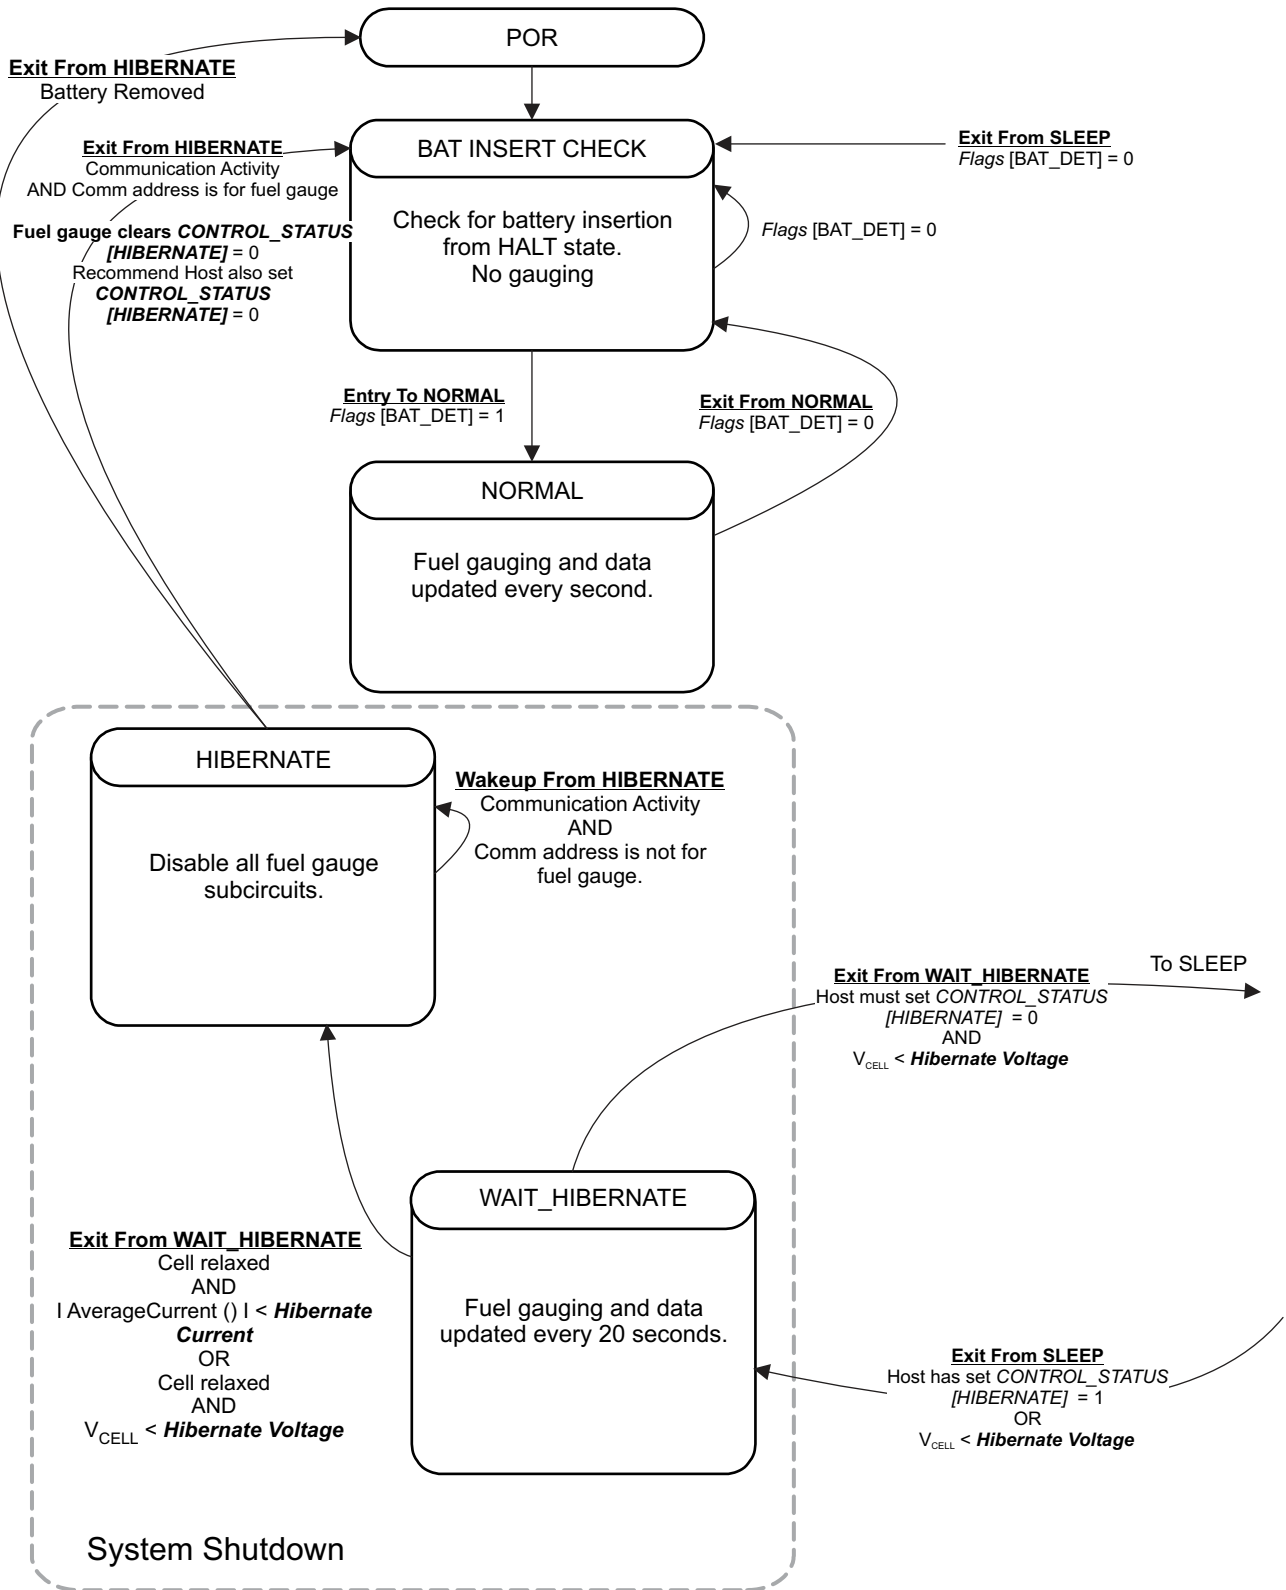 POR
Exit From HIBERNATE
Battery Removed
Exit From HIBERNATE
Communication Activity
AND Comm address is for fuel gauge
Fuel gauge clears CONTROL_STATUS
[HIBERNATE] = 0
Recommend Host also set
CONTROL_STATUS
[HIBERNATE] = 0
BAT INSERT CHECK
Check for battery insertion
from HALT state.
No gauging
Exit From SLEEP
Flags [BAT_DET] = 0
Flags [BAT_DET] = 0
Entry To NORMAL
Flags [BAT_DET] = 1
Exit From NORMAL
Flags [BAT_DET] = 0
NORMAL
Fuel gauging and data
updated every second.
HIBERNATE
Disable all fuel gauge
subcircuits.
Wakeup From HIBERNATE
Communication Activity
AND
Comm address is not for
fuel gauge.
Exit From WAIT_HIBERNATE
Host must set CONTROL_STATUS
[HIBERNATE] = 0
AND
VCELL < Hibernate Voltage
To SLEEP
WAIT_HIBERNATE
Fuel gauging and data
updated every 20 seconds.
Exit From WAIT_HIBERNATE
Cell relaxed
AND
I AverageCurrent () I < Hibernate
Current
OR
Cell relaxed
AND
VCELL < Hibernate Voltage
Exit From SLEEP
Host has set CONTROL_STATUS
[HIBERNATE] = 1
OR
VCELL < Hibernate Voltage
System Shutdown